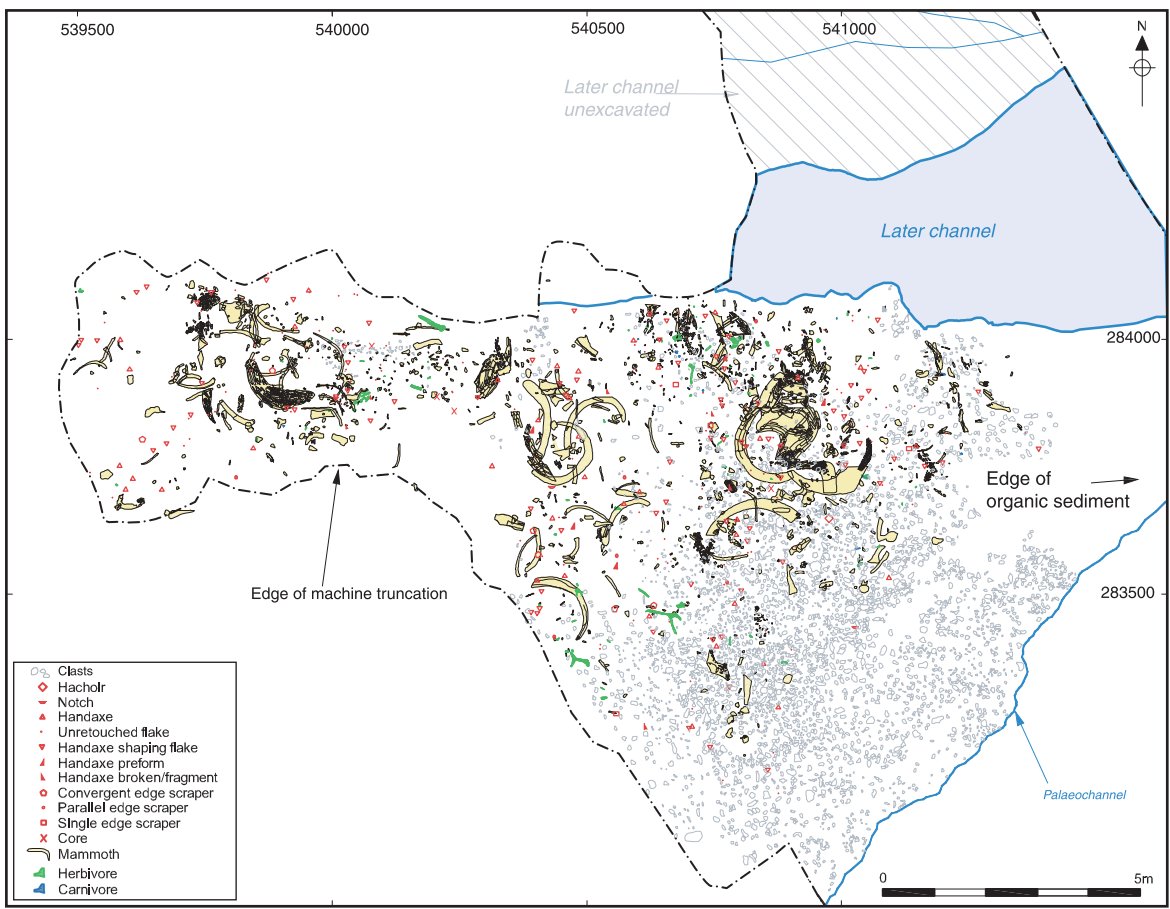 539500 540000 540500 541000
N
Later channel
unexcavated
Later channel
284000
Edge of
organic sediment
Edge of machine truncation
283500
Clasts
Hachoir
Notch
Handaxe
Unretouched flake
Handaxe shaping flake
Handaxe preform
Handaxe broken/fragment
Convergent edge scraper
Parallel edge scraper
Single edge scraper
Core
Mammoth
Herbivore
Carnivore
Palaeochannel
0 5m